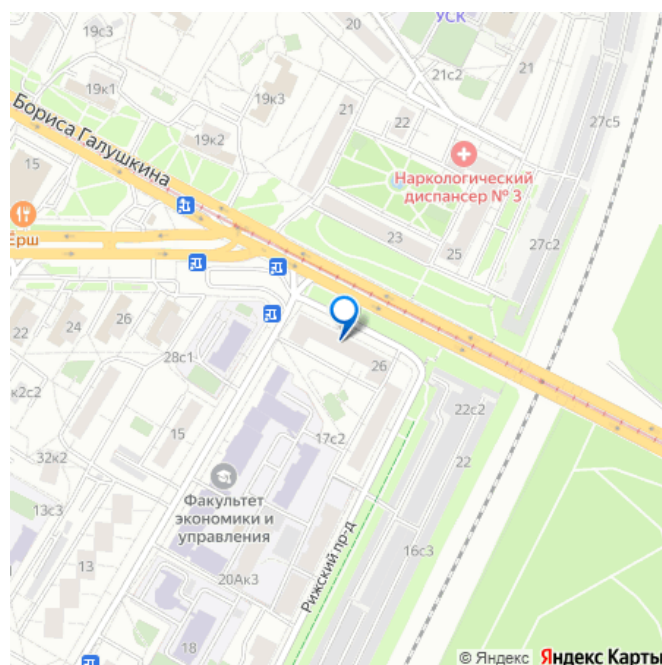 УСК
19с3
20
21с2
21
19к1
19к3
21
22
27с5
Бориса Галушкина
19к2
15
Наркологический
диспансер № 3
Ёрш
23
25
27с2
22
24
26
28с1
26
к2с2
22с2
15
17с2
22
32к2
Факультет
экономики и
управления
13с3
16с3
13
20Ак3
Рижский пр-д
18
© Яндекс Яндекс Карты